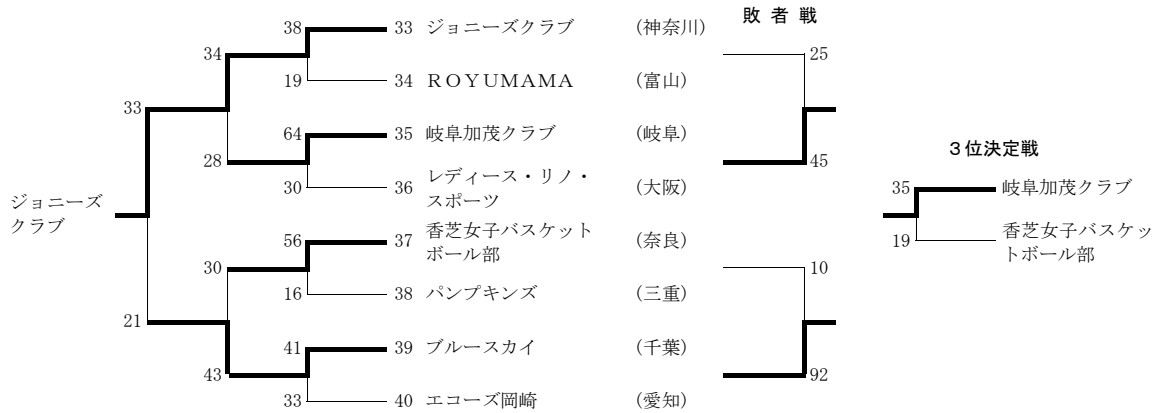 敗 者 戦
38 33 ジョニーズクラブ (神奈川)
34 25
19 34 ＲＯＹＵＭＡＭＡ (富山)
33
64 35 岐阜加茂クラブ (岐阜)
28 45
30 36 レディース・リノ・
スポーツ
(大阪)
ジョニーズ
クラブ
56 37 香芝女子バスケット
ボール部
(奈良)
30 10
16 38 パンプキンズ (三重)
21
41 39 ブルースカイ (千葉)
43 92
33 40 エコーズ岡崎 (愛知)
３位決定戦
35 岐阜加茂クラブ
19 香芝女子バスケッ
トボール部